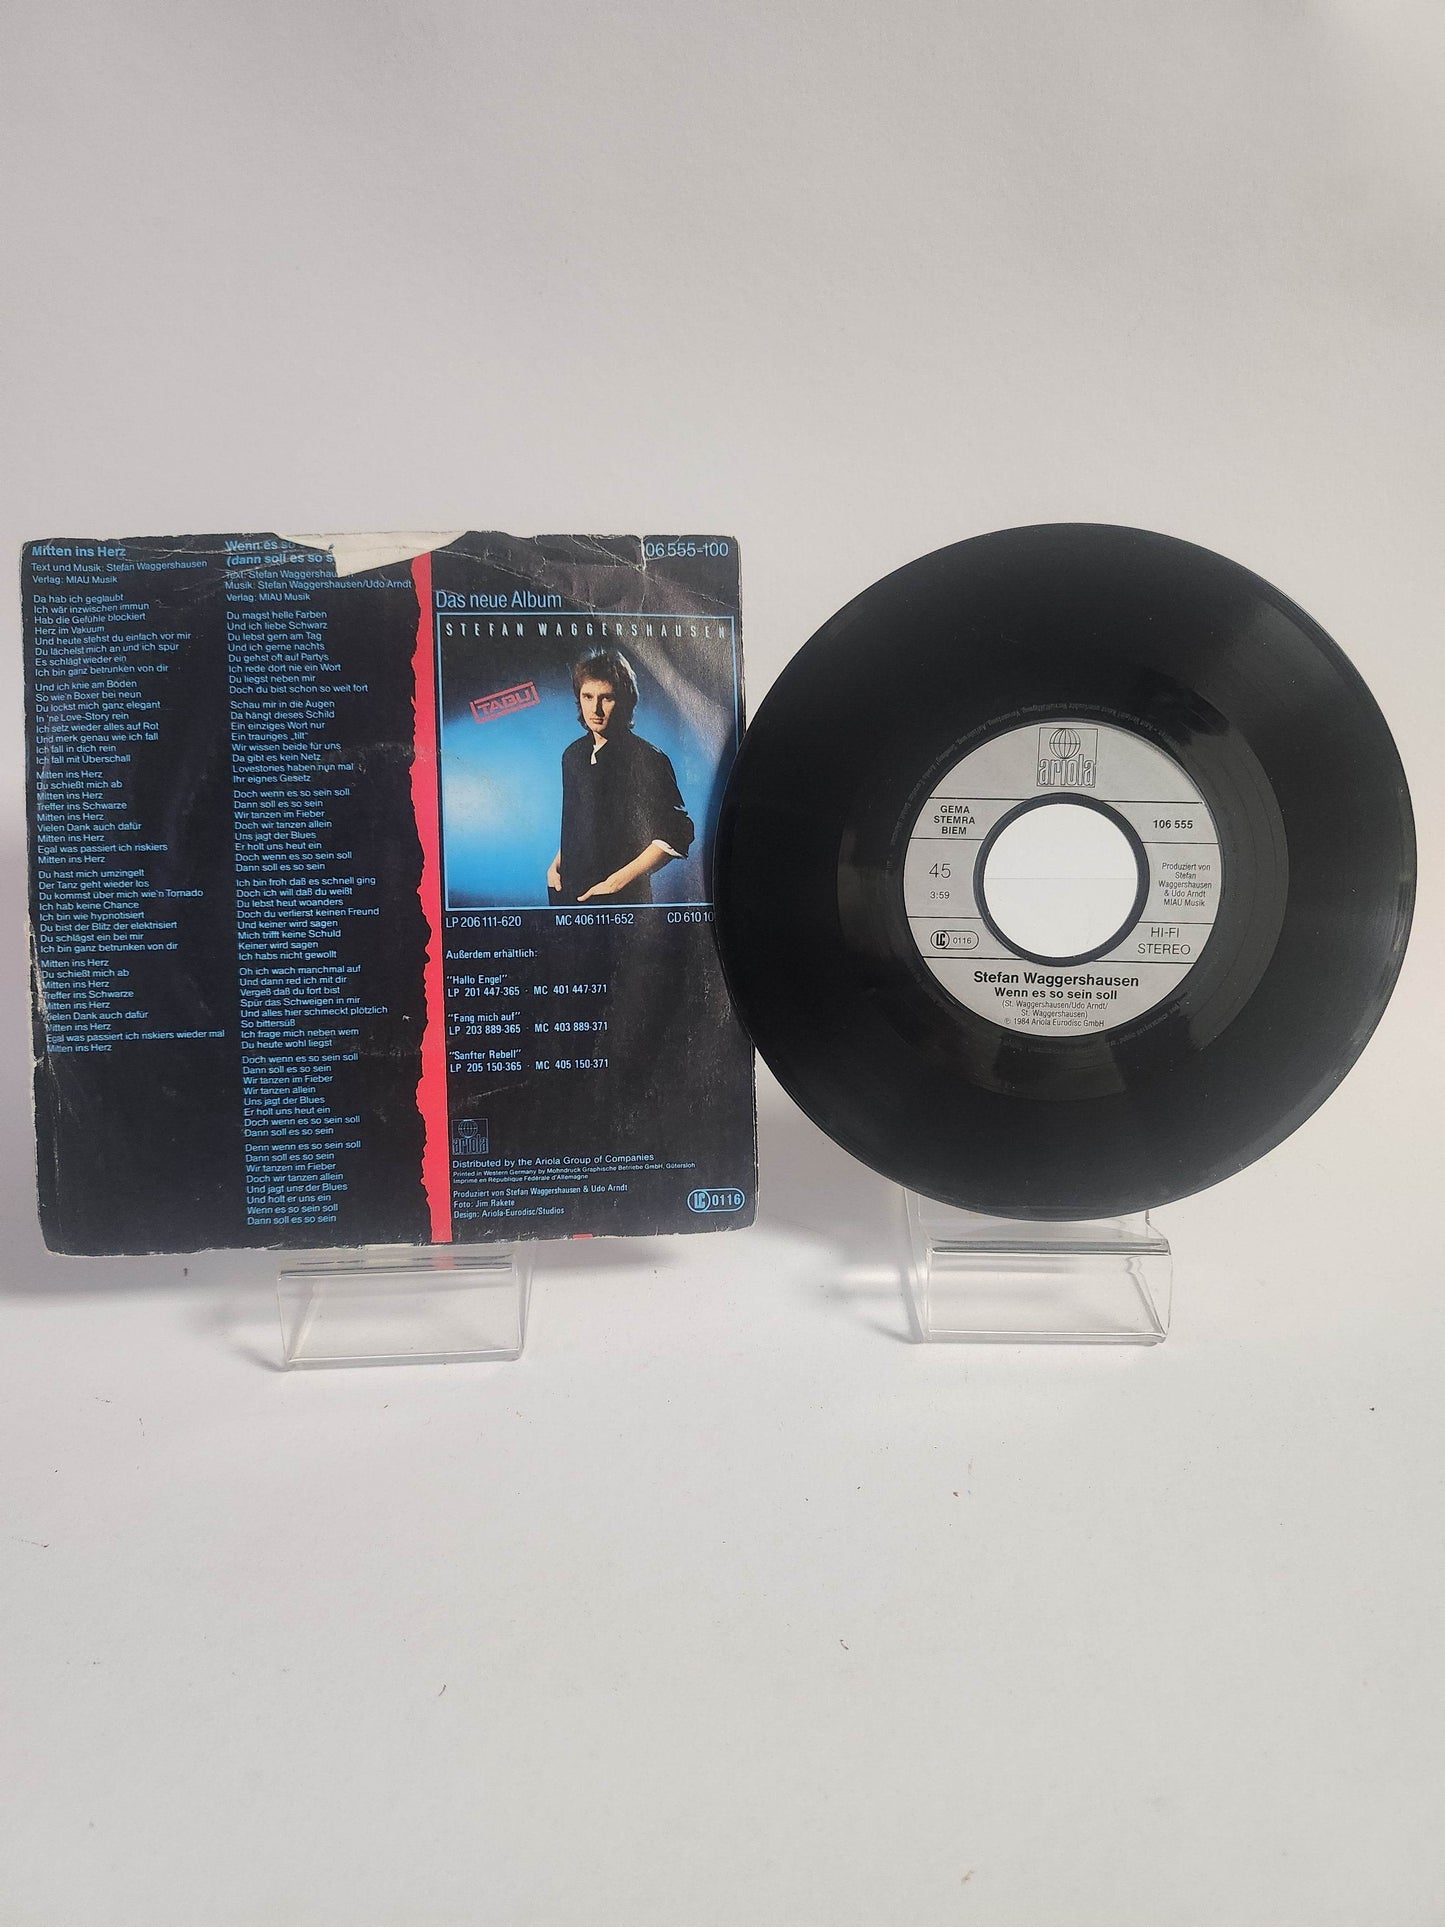 Mitten ins Herz
Text und Musik: Stefan Waggershausen
Verlag: MIAU Musik
Da hab ich geglaubt
Ich wär inzwischen immun
Hab die Gefühle blockiert
Herz im Vakuum
Und heute stehst du einfach vor mir
Du lächelst mich an und ich spür
Es schlägt wieder ein
Ich bin ganz betrunken von dir
Und ich knie am Böden
So wie'n Boxer bei neun
Du lockst mich ganz elegant
In 'ne Love-Story rein
Ich setz wieder alles auf Rot
Und merk genau wie ich fall
Ich fall in dich rein
Ich fall mit Überschall
Mitten ins Herz
Du schießt mich ab
Mitten ins Herz
Treffer ins Schwarze
Mitten ins Herz
Vielen Dank auch dafür
Mitten ins Herz
Egal was passiert ich riskiers
Mitten ins Herz
Du hast mich umzingelt
Der Tanz geht wieder los
Du kommst über mich wie'n Tornado
Ich hab keine Chance
Ich bin wie hypnotisiert
Du bist der Blitz der elektrisiert
Du schlägst ein bei mir
Ich bin ganz betrunken von dir
Mitten ins Herz
Du schießt mich ab
Mitten ins Herz
Treffer ins Schwarze
Mitten ins Herz
Vielen Dank auch dafür
Mitten ins Herz
Egal was passiert ich riskiers wieder mal
Mitten ins Herz
Wenn es so
(dann soll es so s
Text: Stefan Waggershau
Musik: Stefan Waggershausen/Udo Arndt
Verlag: MIAU Musik
Du magst helle Farben
Und ich liebe Schwarz
Du lebst gern am Tag
Und ich gerne nachts
Du gehst oft auf Partys
Ich rede dort nie ein Wort
Du liegst neben mir
Doch du bist schon so weit fort
Schau mir in die Augen
Da hängt dieses Schild
Ein einziges Wort nur
Ein traunges „tilt"
Wir wissen beide für uns
Da gibt es kein Netz
Lovestories haben nun mal
Ihr eignes Gesetz
Doch wenn es so sein soll
Dann soll es so sein
Wir tanzen im Fieber
Doch wir tanzen allein
Uns jagt der Blues
Er holt uns heut ein
Doch wenn es so sein soll
Dann soll es so sein
Ich bin froh daß es schnell ging
Doch ich will daß du weißt
Du lebst heut woanders
Doch du verlierst keinen Freund
Und keiner wird sagen
Mich trifft keine Schuld
Keiner wird sagen
Ich habs nicht gewollt
Oh ich wach manchmal auf
Und dann red ich mit dir
Vergeß daß du fort bist
Spür das Schweigen in mir
Und alles hier schmeckt plötzlich
So bittersüß
Ich frage mich neben wem
Du heute wohl liegst
Doch wenn es so sein soll
Dann soll es so sein
Wir tanzen im Fieber
Wir tanzen allein
Uns jagt der Blues
Er holt uns heut ein
Doch wenn es so sein soll
Dann soll es so sein
Denn wenn es so sein soll
Dann soll es so sein
Wir tanzen im Fieber
Doch wir tanzen allein
Und jagt uns der Blues
Und holt er uns ein
Wenn es so sein soll
Dann soll es so sein
06 555-100
Das neue Album
STEFAN WAGGERSHAUSEN
TABU
LP 206 111-620 MC 406 111-652 CD 610 10
Außerdem erhältlich:
"Hallo Engel"
LP 201 447-365 · MC 401 447-371
"Fang mich auf"
LP 203 889-365 · MC 403 889-371
"Sanfter Rebell"
LP 205 150-365 · MC 405 150-371
ariola
Distributed by the Ariola Group of Companies
Printed in Western Germany by Mohndruck Graphische Betriebe GmbH, Gütersloh
Imprimé en République Fédérale d'Allemagne
Produziert von Stefan Waggershausen & Udo Arndt
Foto: Jim Rakete
Design: Ariola-Eurodisc/Studios
LC 0116
ariola
GEMA
STEMRA
BIEM
106 555
45
3:59
Produziert von
Stefan
Waggershausen
& Udo Arndt
MIAU Musik
LC 0116
HI-FI
STEREO
Stefan Waggershausen
Wenn es so sein soll
(St. Waggershausen/Udo Arndt/
St. Waggershausen)
℗ 1984 Ariola Eurodisc GmbH